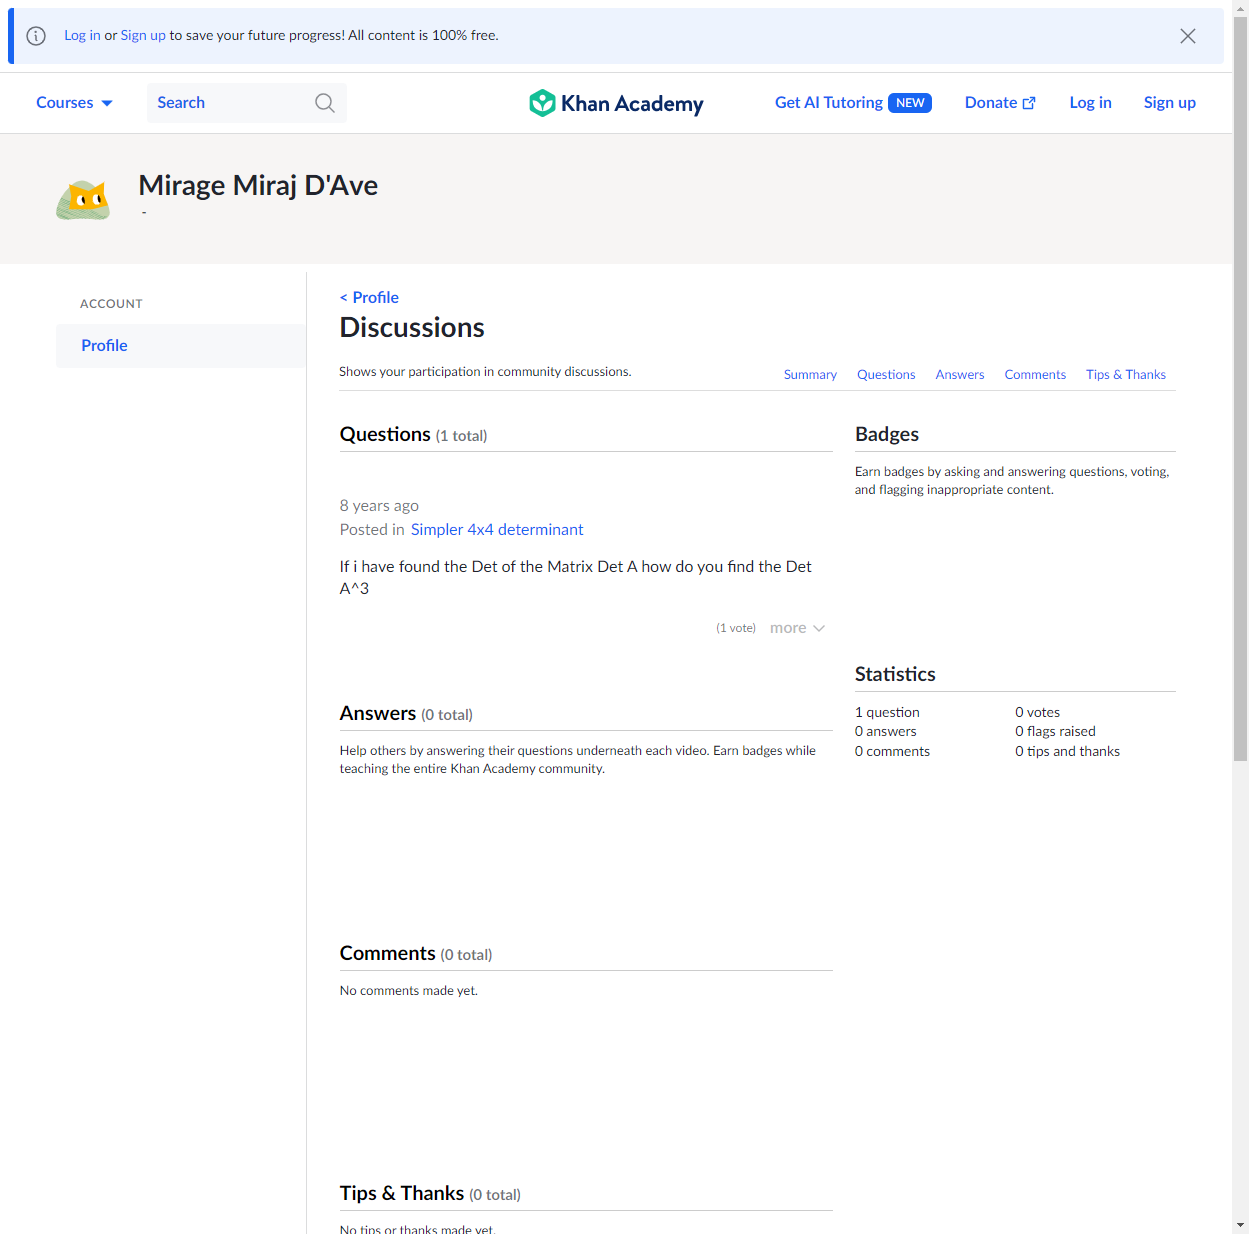 Log in or Sign up to save your future progress! All content is 100% free.
Courses
Search
Khan Academy
Get AI Tutoring NEW
Donate
Log in
Sign up
Mirage Miraj D'Ave
-
ACCOUNT
Profile
< Profile
Discussions
Shows your participation in community discussions.
Summary
Questions
Answers
Comments
Tips & Thanks
Questions (1 total)
8 years ago
Posted in Simpler 4x4 determinant
If i have found the Det of the Matrix Det A how do you find the Det
A^3
(1 vote) more
Answers (0 total)
Help others by answering their questions underneath each video. Earn badges while
teaching the entire Khan Academy community.
Comments (0 total)
No comments made yet.
Tips & Thanks (0 total)
No tips or thanks made yet.
Badges
Earn badges by asking and answering questions, voting,
and flagging inappropriate content.
Statistics
1 question
0 votes
0 answers
0 flags raised
0 comments
0 tips and thanks